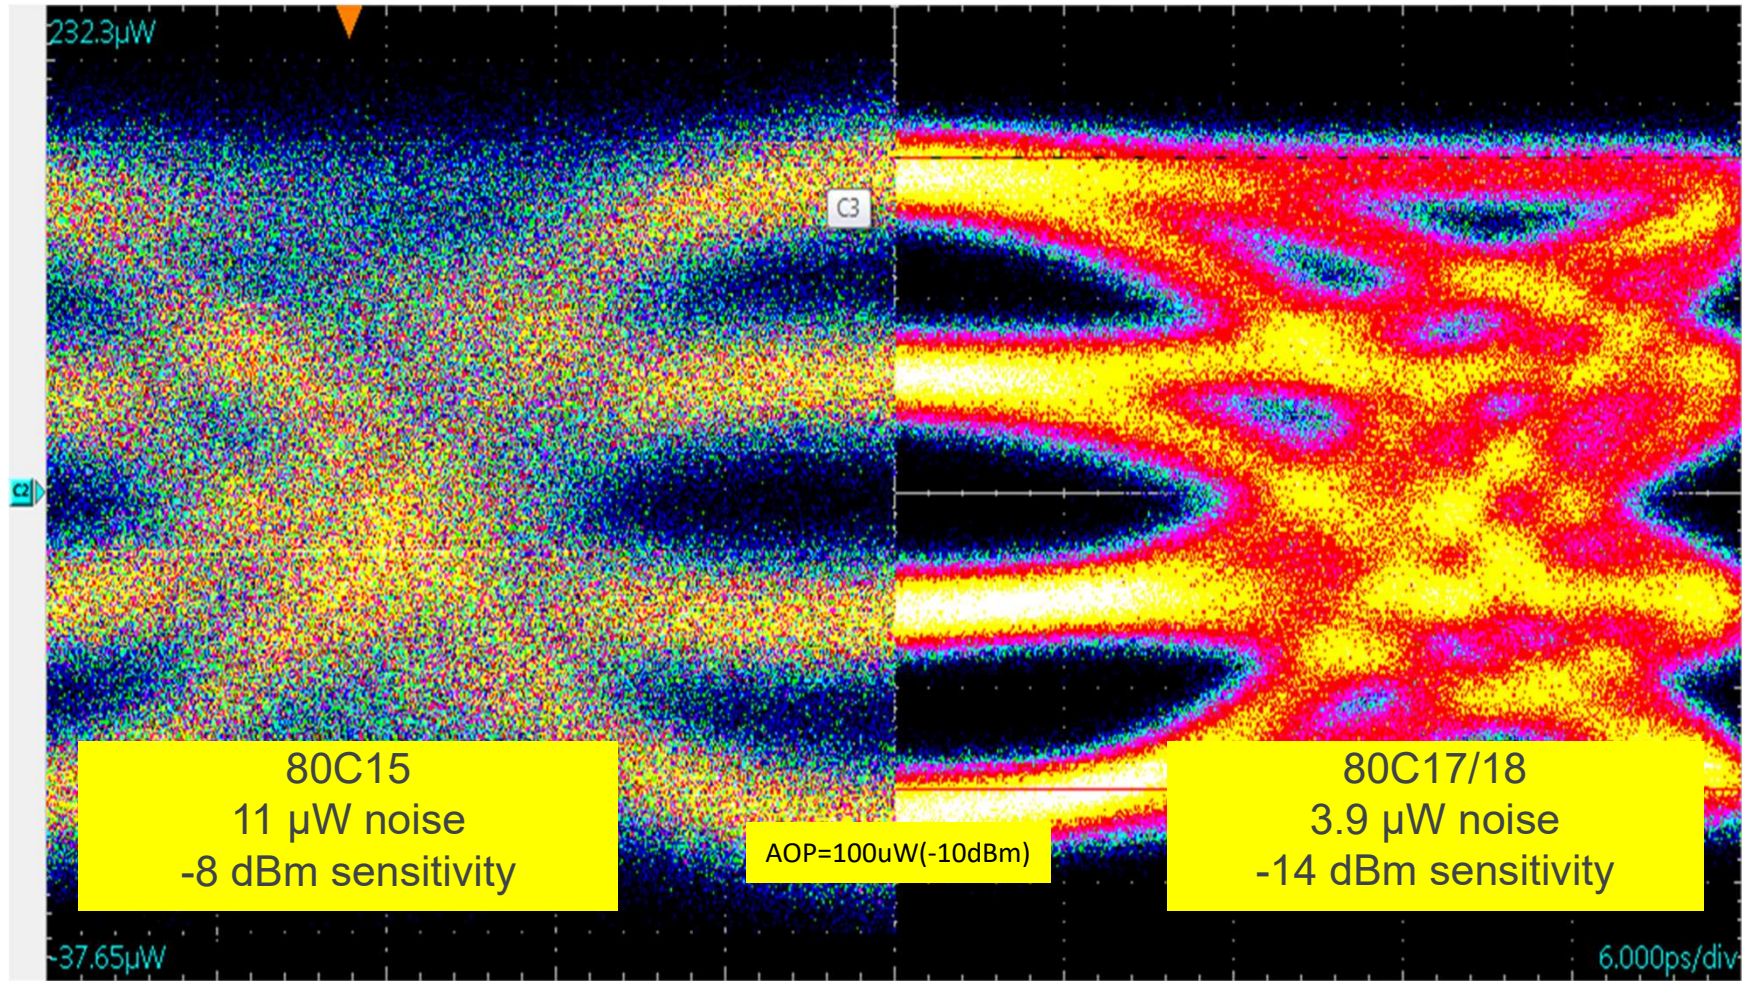 232.3µW
C3
C2
80C15
11 µW noise
-8 dBm sensitivity
AOP=100uW(-10dBm)
80C17/18
3.9 µW noise
-14 dBm sensitivity
-37.65µW
6.000ps/div